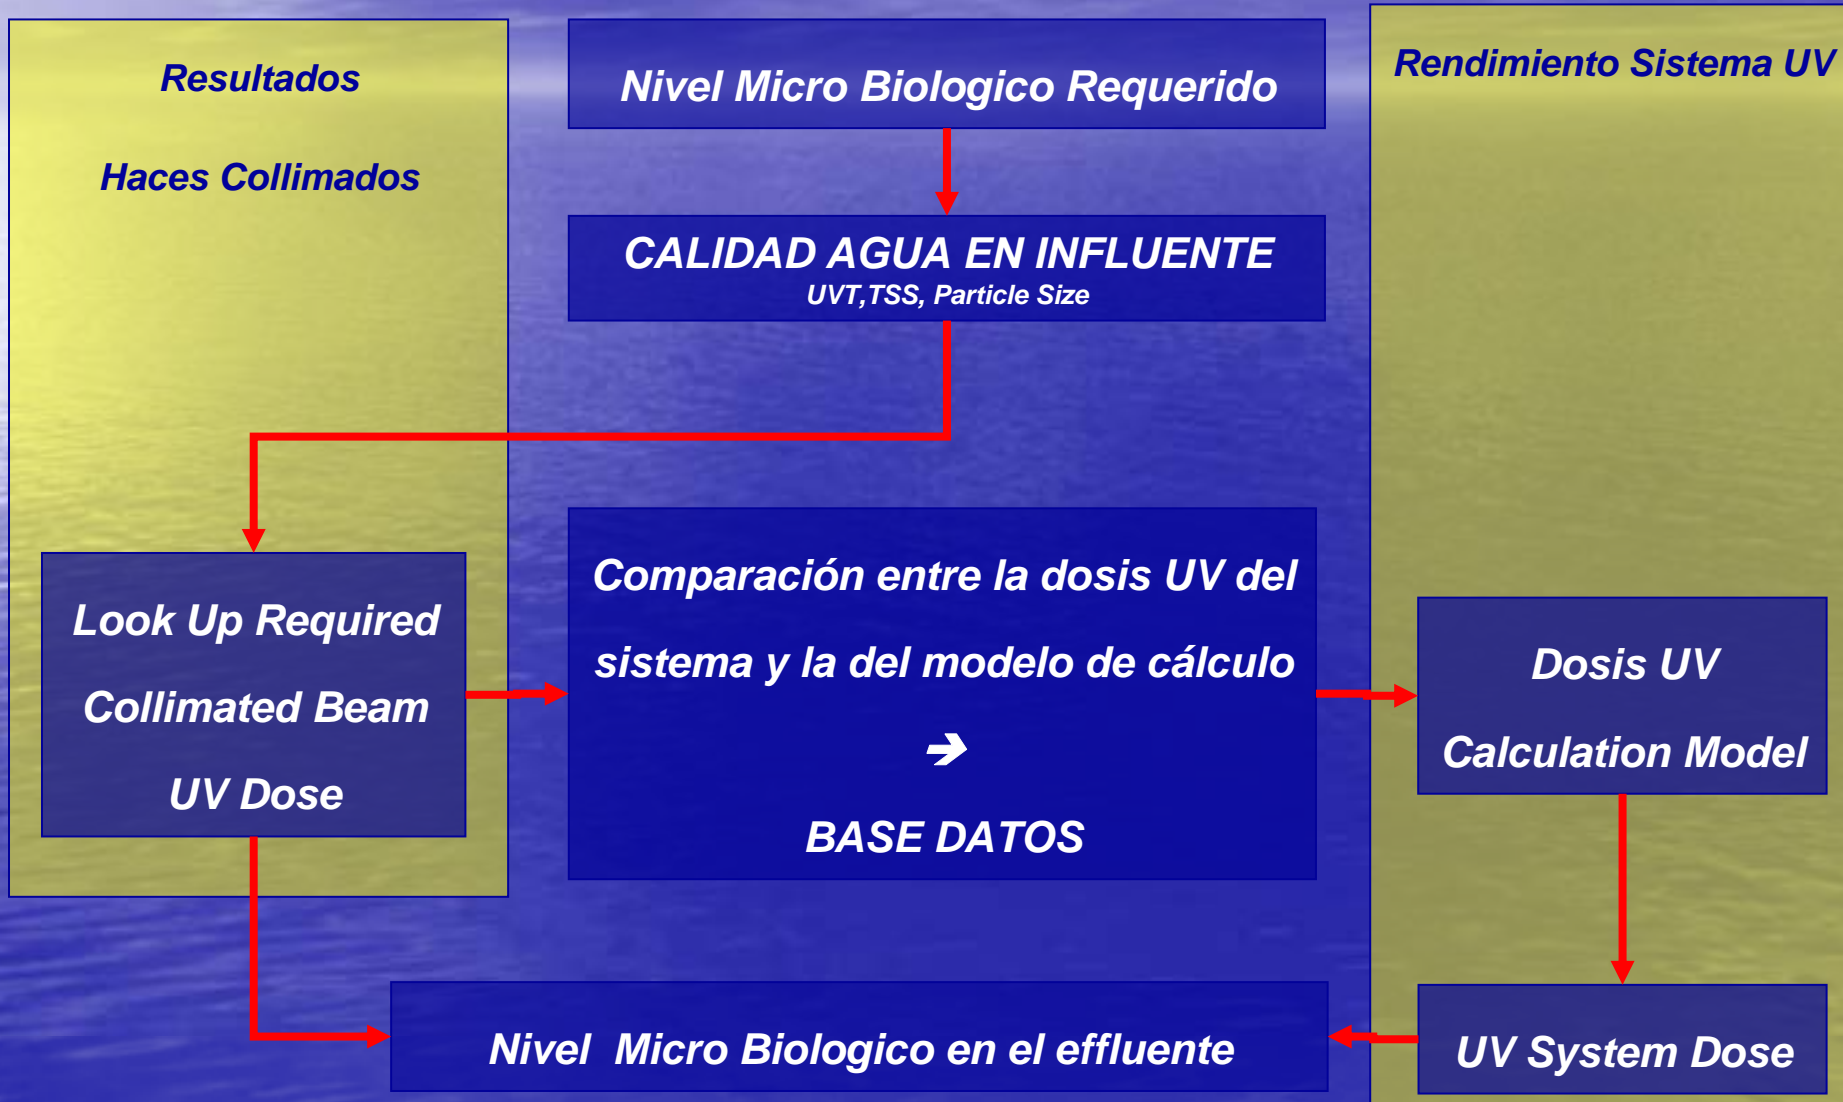 Resultados
Haces Collimados
Nivel Micro Biologico Requerido
Rendimiento Sistema UV
CALIDAD AGUA EN INFLUENTE
UVT,TSS, Particle Size
Look Up Required
Collimated Beam
UV Dose
Comparación entre la dosis UV del
sistema y la del modelo de cálculo
➔
BASE DATOS
Dosis UV
Calculation Model
Nivel Micro Biologico en el effluente
UV System Dose